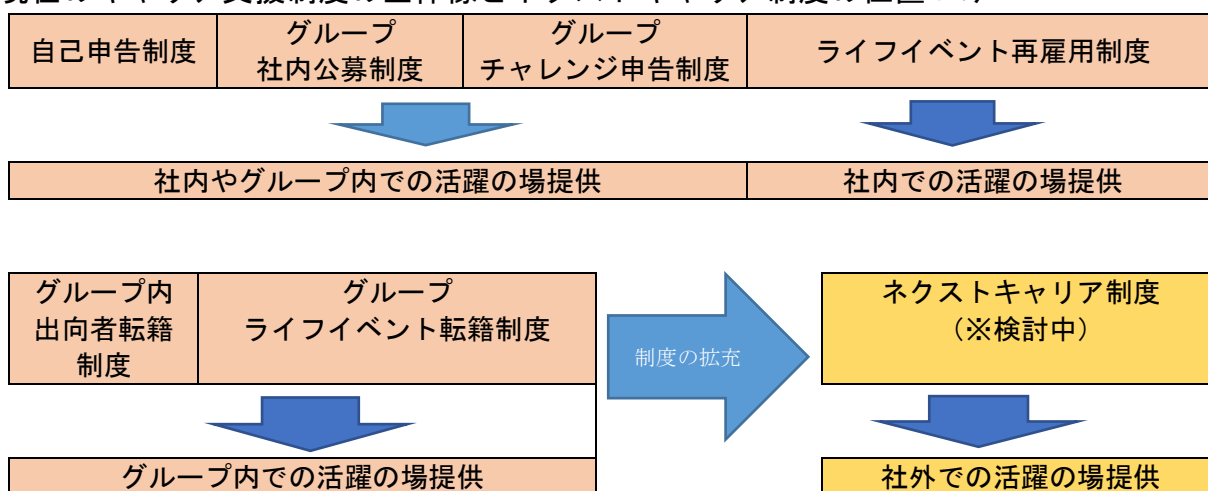 自己申告制度
グループ
社内公募制度
グループ
チャレンジ申告制度
ライフイベント再雇用制度
社内やグループ内での活躍の場提供
社内での活躍の場提供
グループ内
出向者転籍
制度
グループ
ライフイベント転籍制度
制度の拡充
ネクストキャリア制度
（※検討中）
グループ内での活躍の場提供
社外での活躍の場提供